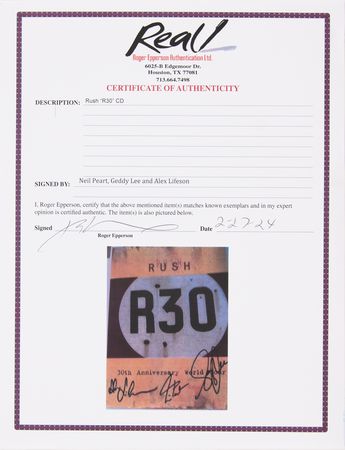 Real!
Roger Epperson Authentication Ltd.
6025-B Edgemoor Dr.
Houston, TX 77081
713.664.7498
CERTIFICATE OF AUTHENTICITY
DESCRIPTION: Rush "R30" CD
SIGNED BY: Neil Peart, Geddy Lee and Alex Lifeson
I, Roger Epperson, certify that the above mentioned item(s) matches known exemplars and in my expert
opinion is certified authentic. The item(s) is also pictured below.
Signed Date 2-27-24
Roger Epperson
RUSH
R30
30th Anniversary World Tour